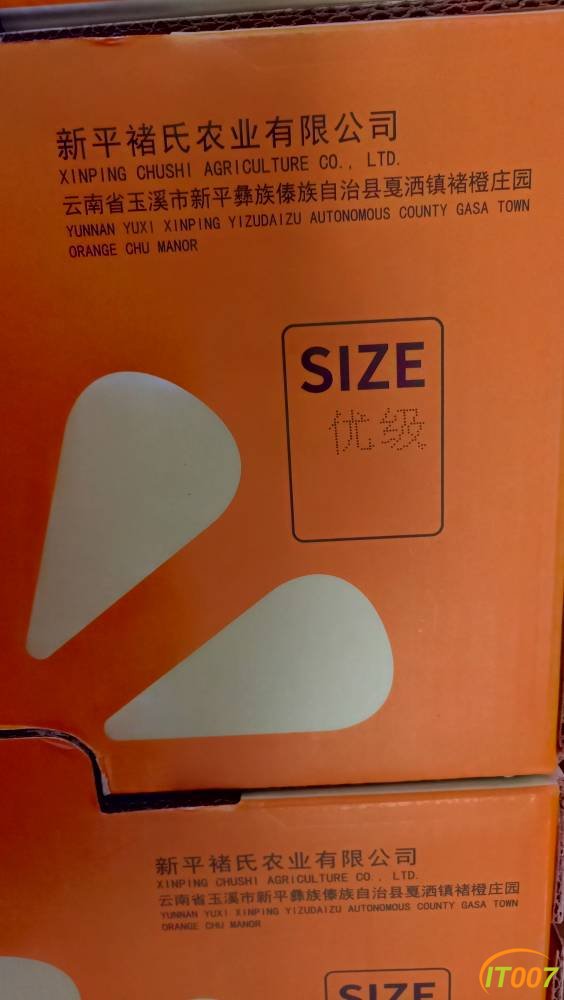 新平褚氏农业有限公司
XINPING CHUSHI AGRICULTURE CO., LTD.
云南省玉溪市新平彝族傣族自治县戛洒镇褚橙庄园
YUNNAN YUXI XINPING YIZUDAIZU AUTONOMOUS COUNTY GASA TOWN
ORANGE CHU MANOR
SIZE
优级
新平褚氏农业有限公司
XINPING CHUSHI AGRICULTURE CO., LTD.
云南省玉溪市新平彝族傣族自治县戛洒镇褚橙庄园
YUNNAN YUXI XINPING YIZUDAIZU AUTONOMOUS COUNTY GASA TOWN
ORANGE CHU MANOR
SIZE
IT007